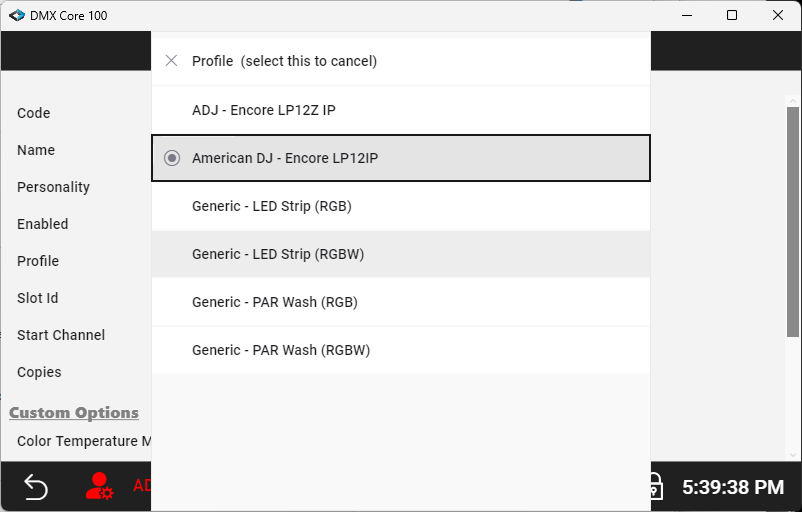 DMX Core 100
Profile (select this to cancel)
ADJ - Encore LP12Z IP
American DJ - Encore LP12IP
Generic - LED Strip (RGB)
Generic - LED Strip (RGBW)
Generic - PAR Wash (RGB)
Generic - PAR Wash (RGBW)
Code
Name
Personality
Enabled
Profile
Slot Id
Start Channel
Copies
Custom Options
Color Temperature M
AD
5:39:38 PM